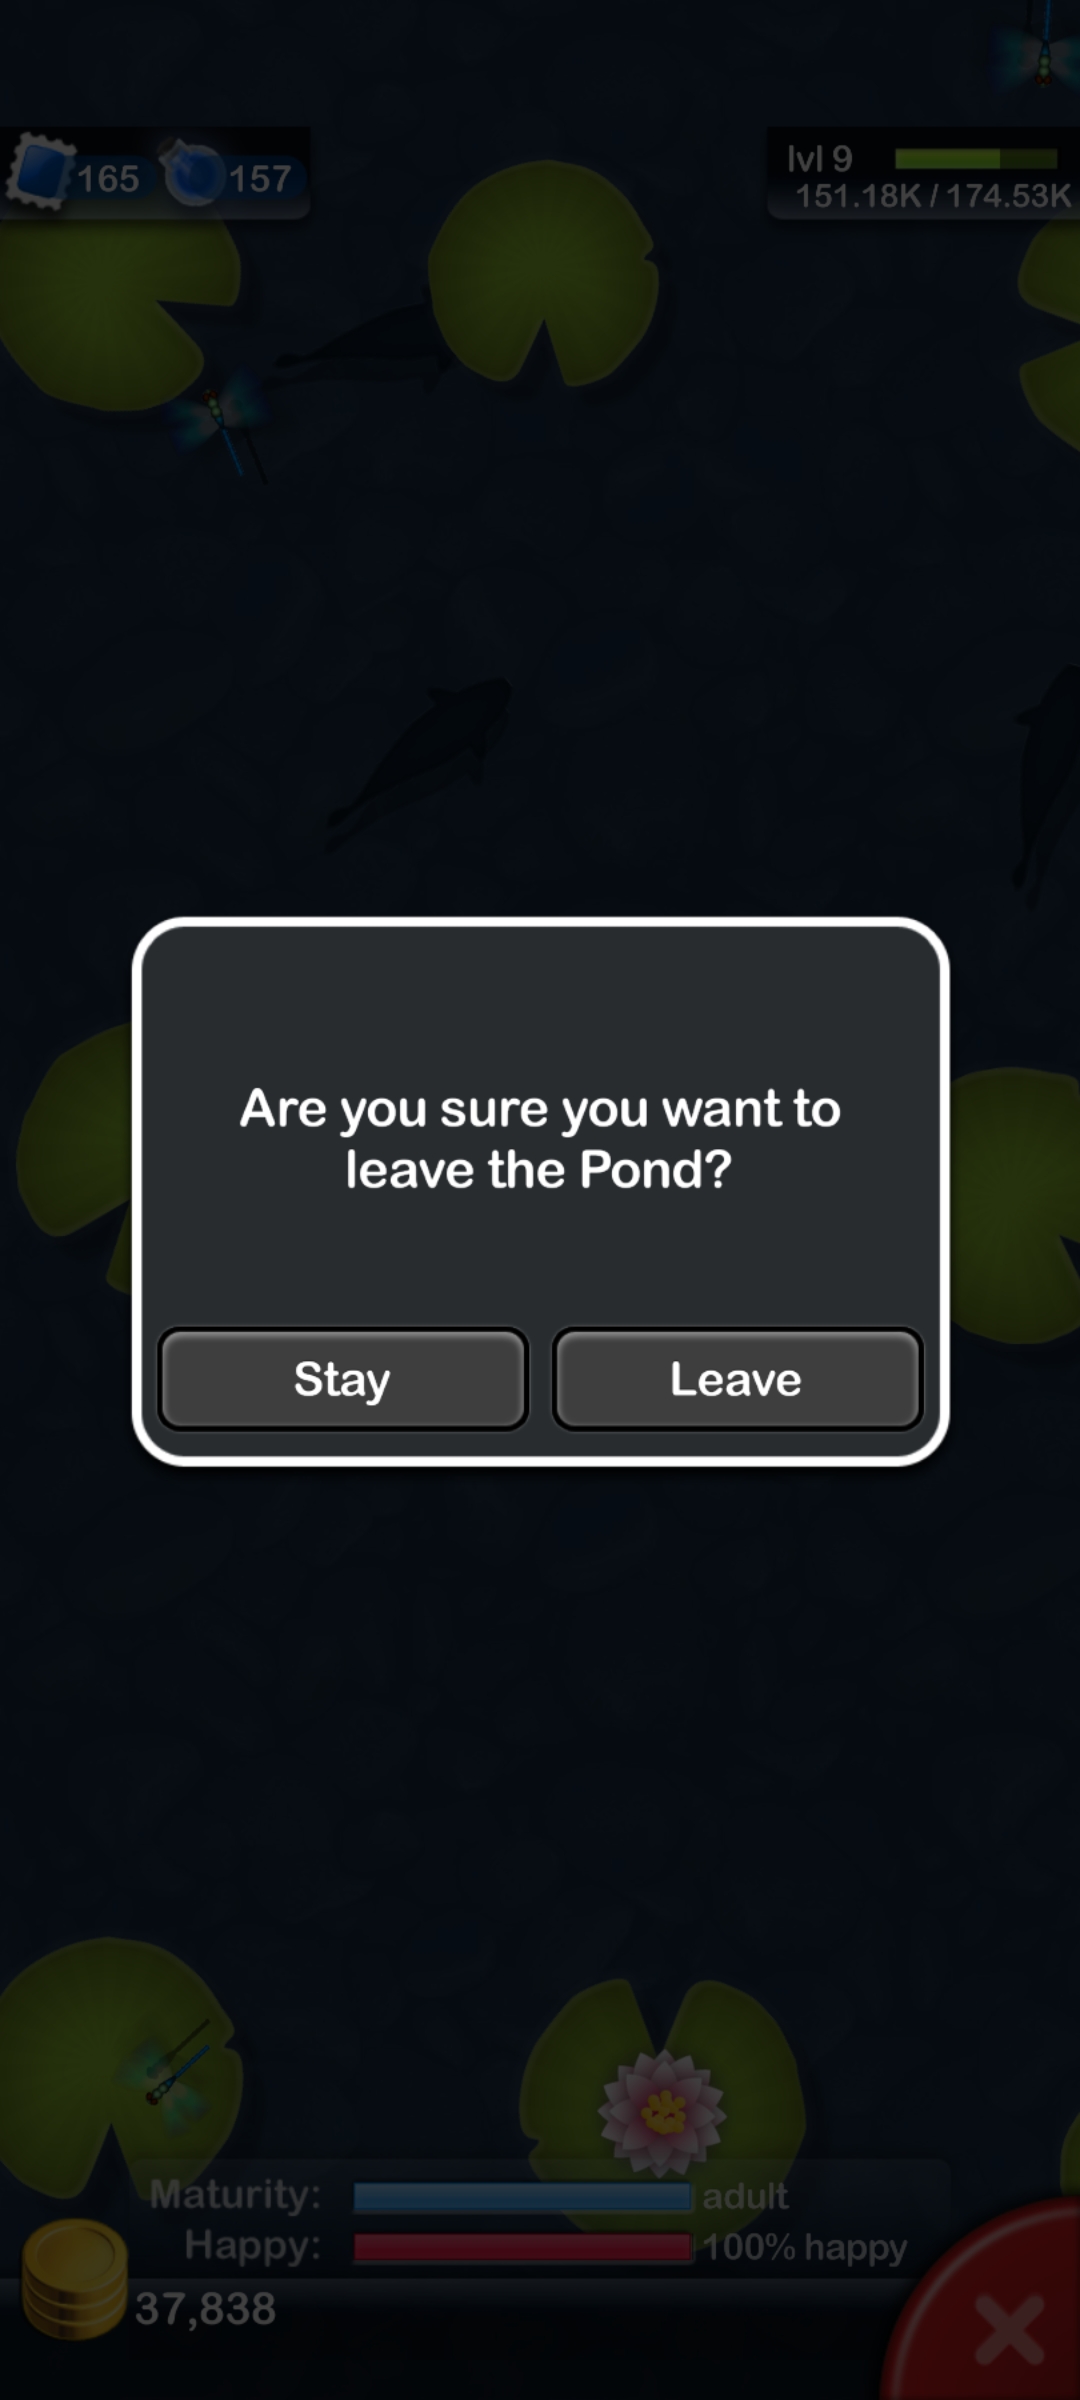 165
157
lvl 9
151.18K / 174.53K
Are you sure you want to
leave the Pond?
Stay
Leave
Maturity:
adult
Happy:
100% happy
37,838